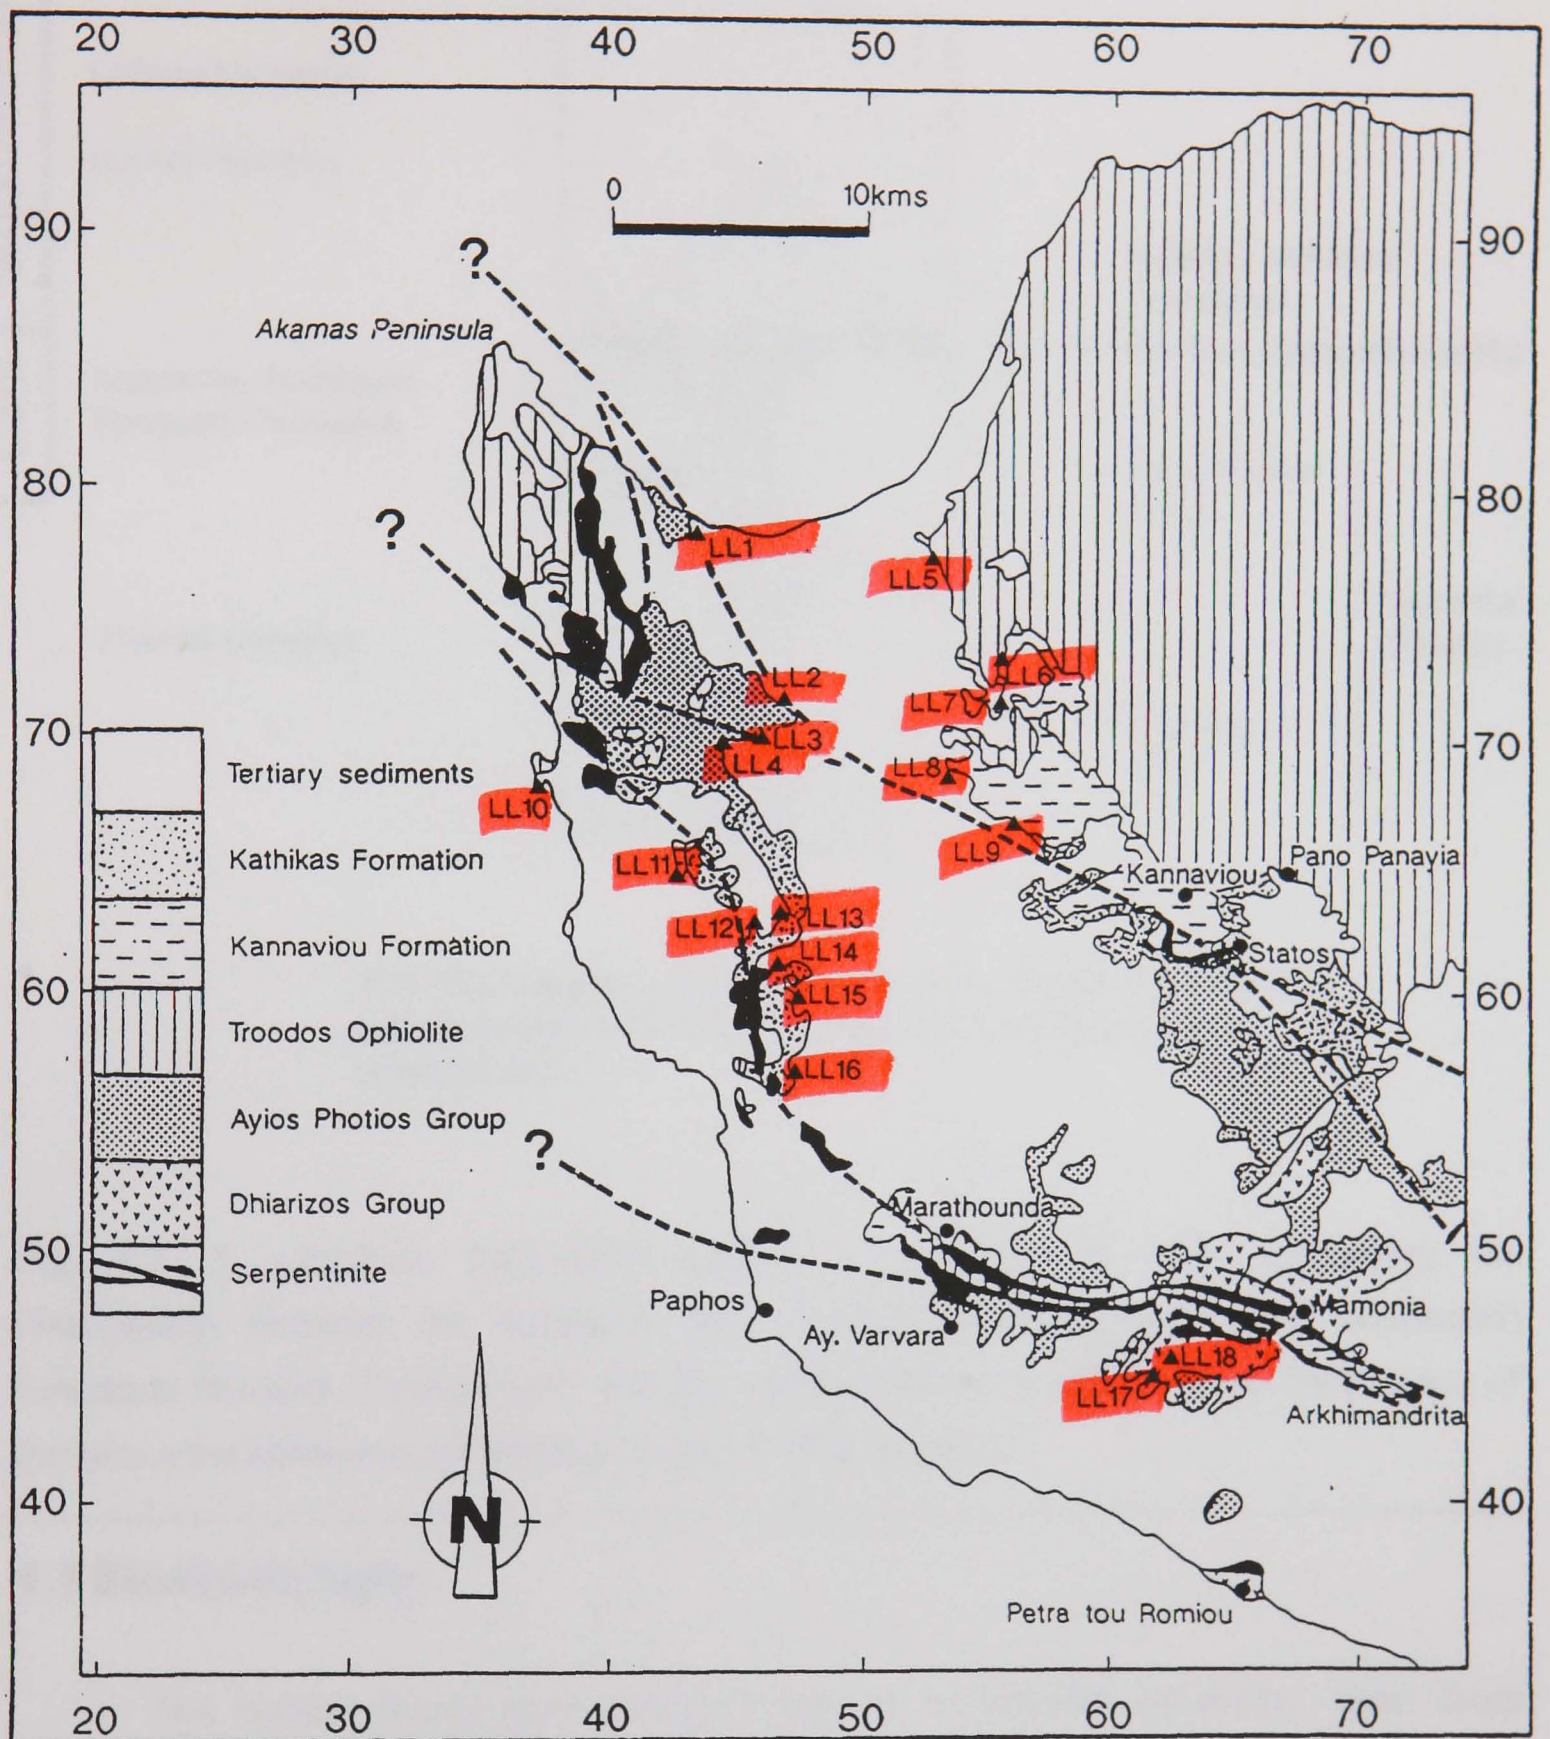 20 30 40 50 60 70
0 10kms
90 90
?
Akamas Peninsula
80 80
?
LL1
LL5
LL6
LL2
LL7
70 70
LL3
LL4
LL8
LL10
LL9
LL11
Kannaviou
Pano Panayia
LL12
LL13
LL14
Statos
60 60
LL15
LL16
Tertiary sediments
Kathikas Formation
Kannaviou Formation
Troodos Ophiolite
Ayios Photios Group
Dhiarizos Group
Serpentinite
?
Marathounda
50 50
Paphos
Ay. Varvara
Mamonia
LL18
LL17
Arkhimandrita
40 40
N
Petra tou Romiou
20 30 40 50 60 70